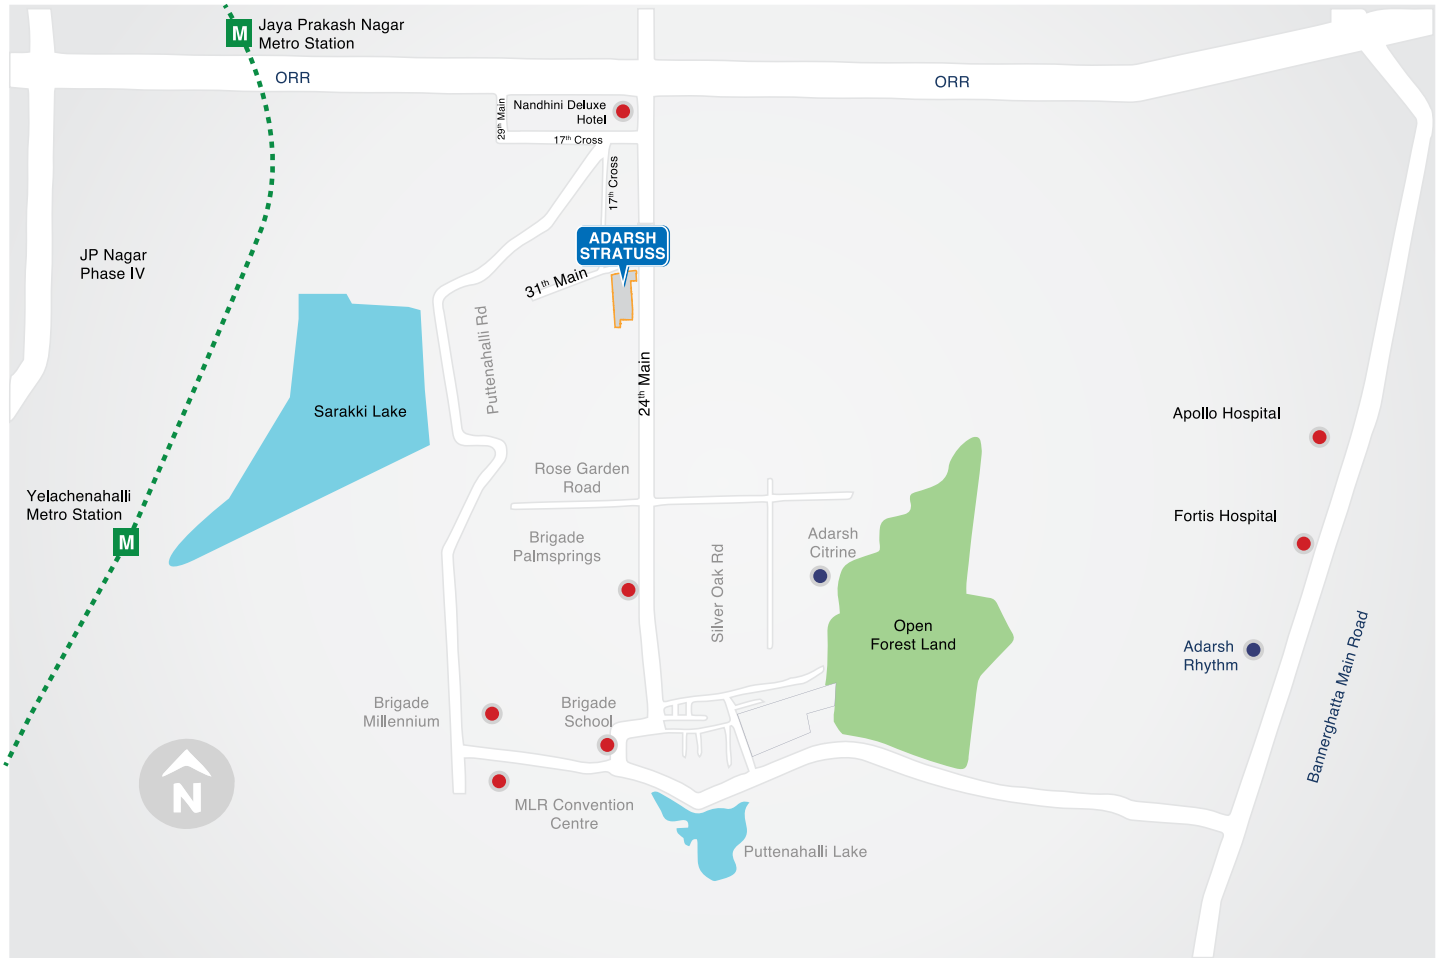 M
Jaya Prakash Nagar
Metro Station
ORR
ORR
29th Main
Nandhini Deluxe
Hotel
17th Cross
17th Cross
ADARSH
STRATUSS
JP Nagar
Phase IV
31th Main
Puttenahalli Rd
24th Main
Sarakki Lake
Apollo Hospital
Rose Garden
Road
Yelachenahalli
Metro Station
M
Fortis Hospital
Brigade
Palmsprings
Adarsh
Citrine
Silver Oak Rd
Open
Forest Land
Adarsh
Rhythm
Bannerghatta Main Road
Brigade
Millennium
Brigade
School
N
MLR Convention
Centre
Puttenahalli Lake